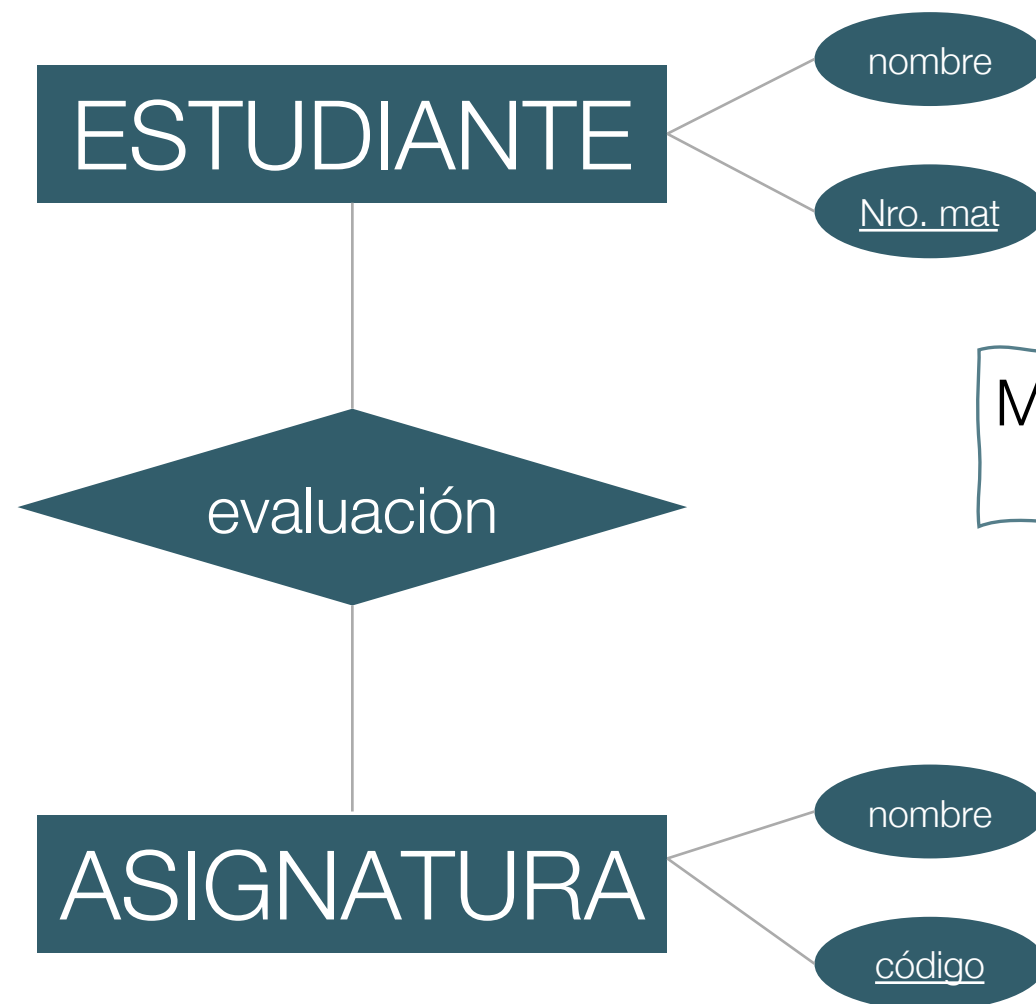 nombre
ESTUDIANTE
Nro. mat
M
evaluación
nombre
ASIGNATURA
código